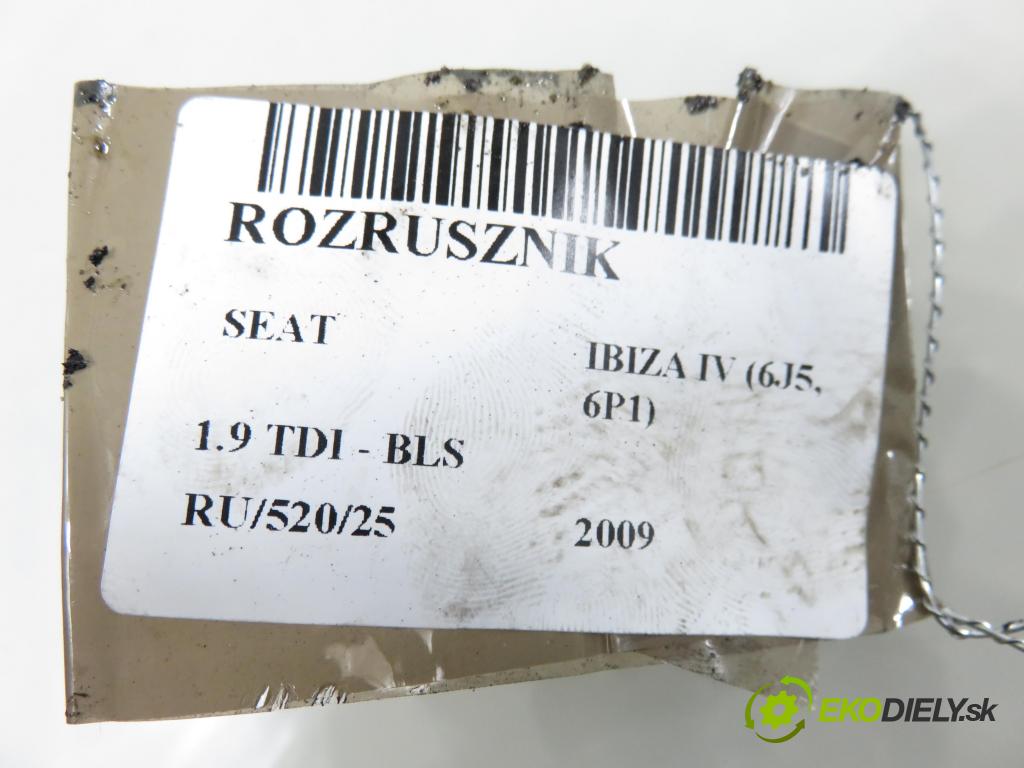 ROZRUSZNIK
SEAT
IBIZA IV (6J5,
6P1)
1.9 TDI - BLS
RU/520/25
2009
EKODIELY.sk